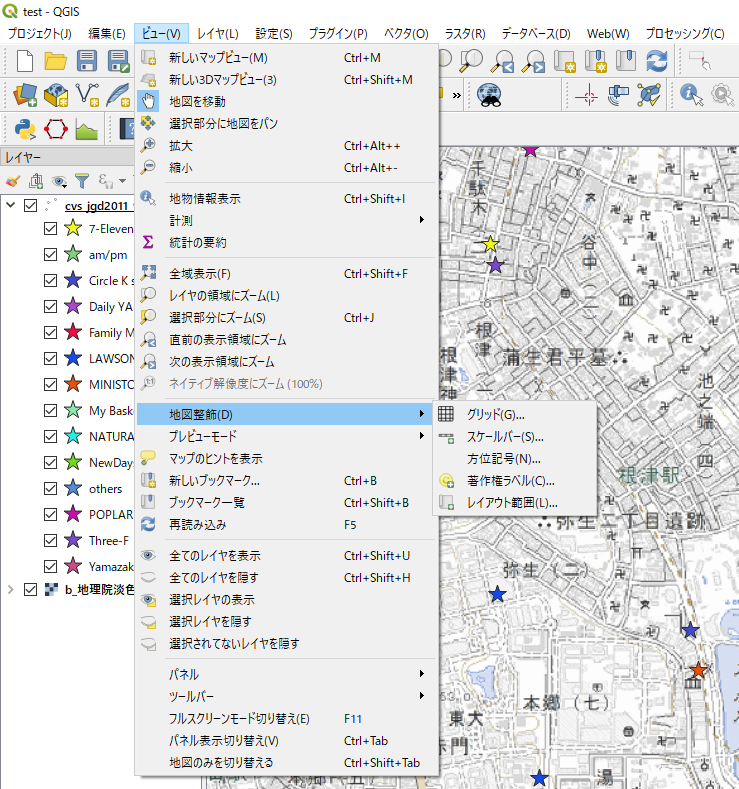 test - QGIS
プロジェクト(J) 編集(E) ビュー(V) レイヤ(L) 設定(S) プラグイン(P) ベクタ(O) ラスタ(R) データベース(D) Web(W) プロセッシング(C)
新しいマップビュー(M) Ctrl+M
新しい3Dマップビュー(3) Ctrl+Shift+M
地図を移動
選択部分に地図をパン
拡大 Ctrl+Alt++
縮小 Ctrl+Alt+-
地物情報表示 Ctrl+Shift+I
計測
統計の要約
全域表示(F) Ctrl+Shift+F
レイヤの領域にズーム(L)
選択部分にズーム(S) Ctrl+J
直前の表示領域にズーム
次の表示領域にズーム
ネイティブ解像度にズーム (100%)
地図整飾(D)
プレビューモード
マップのヒントを表示
新しいブックマーク... Ctrl+B
ブックマーク一覧 Ctrl+Shift+B
再読み込み F5
全てのレイヤを表示 Ctrl+Shift+U
全てのレイヤを隠す Ctrl+Shift+H
選択レイヤの表示
選択レイヤを隠す
選択されてないレイヤを隠す
パネル
ツールバー
フルスクリーンモード切り替え(E) F11
パネル表示切り替え(V) Ctrl+Tab
地図のみを切り替える Ctrl+Shift+Tab
グリッド(G)...
スケールバー(S)...
方位記号(N)...
著作権ラベル(C)...
レイアウト範囲(L)...
レイヤー
cvs_jgd2011
7-Eleven
am/pm
Circle K s
Daily YA
Family M
LAWSON
MINISTO
My Bask
NATURA
NewDays
others
POPLAR
Three-F
Yamazak
b_地理院淡色
千駄木
谷中(二)
根津
根津神
蒲生君平墓
池之端(四)
根津駅
弥生二丁目遺跡
弥生(二)
本郷(七)
東大
赤門
湯